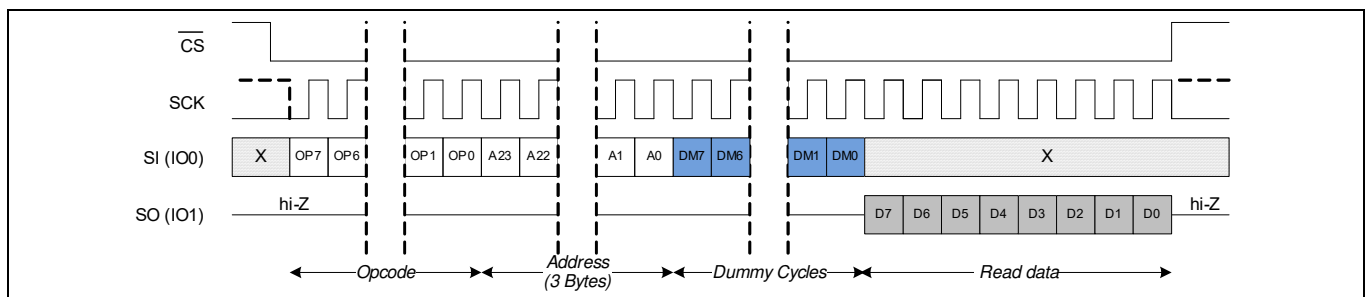 CS
SCK
SI (IO0) X OP7 OP6 OP1 OP0 A23 A22 A1 A0 DM7 DM6 DM1 DM0 X
SO (IO1) hi-Z D7 D6 D5 D4 D3 D2 D1 D0 hi-Z
Opcode Address Dummy Cycles Read data
(3 Bytes)